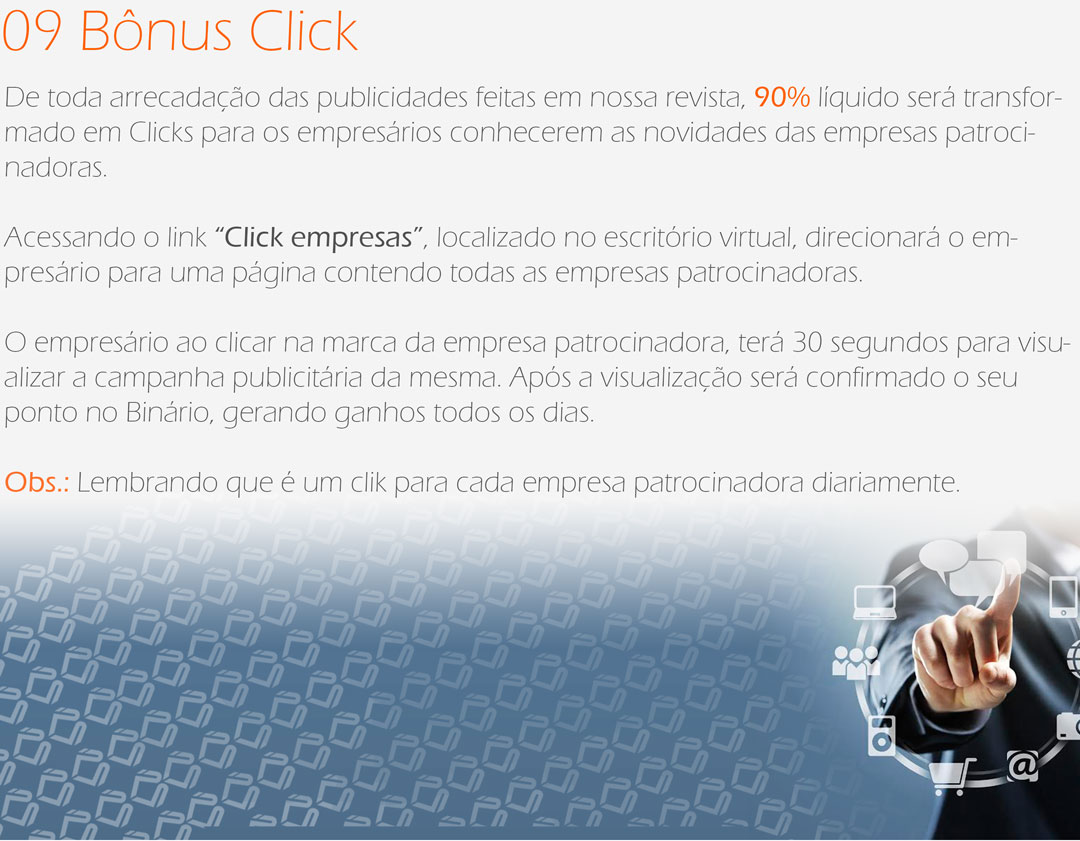 09 Bônus Click
De toda arrecadação das publicidades feitas em nossa revista, 90% líquido será transfor-
mado em Clicks para os empresários conhecerem as novidades das empresas patroci-
nadoras.
Acessando o link “Click empresas”, localizado no escritório virtual, direcionará o em-
presário para uma página contendo todas as empresas patrocinadoras.
O empresário ao clicar na marca da empresa patrocinadora, terá 30 segundos para visu-
alizar a campanha publicitária da mesma. Após a visualização será confirmado o seu
ponto no Binário, gerando ganhos todos os dias.
Obs.: Lembrando que é um clik para cada empresa patrocinadora diariamente.
@